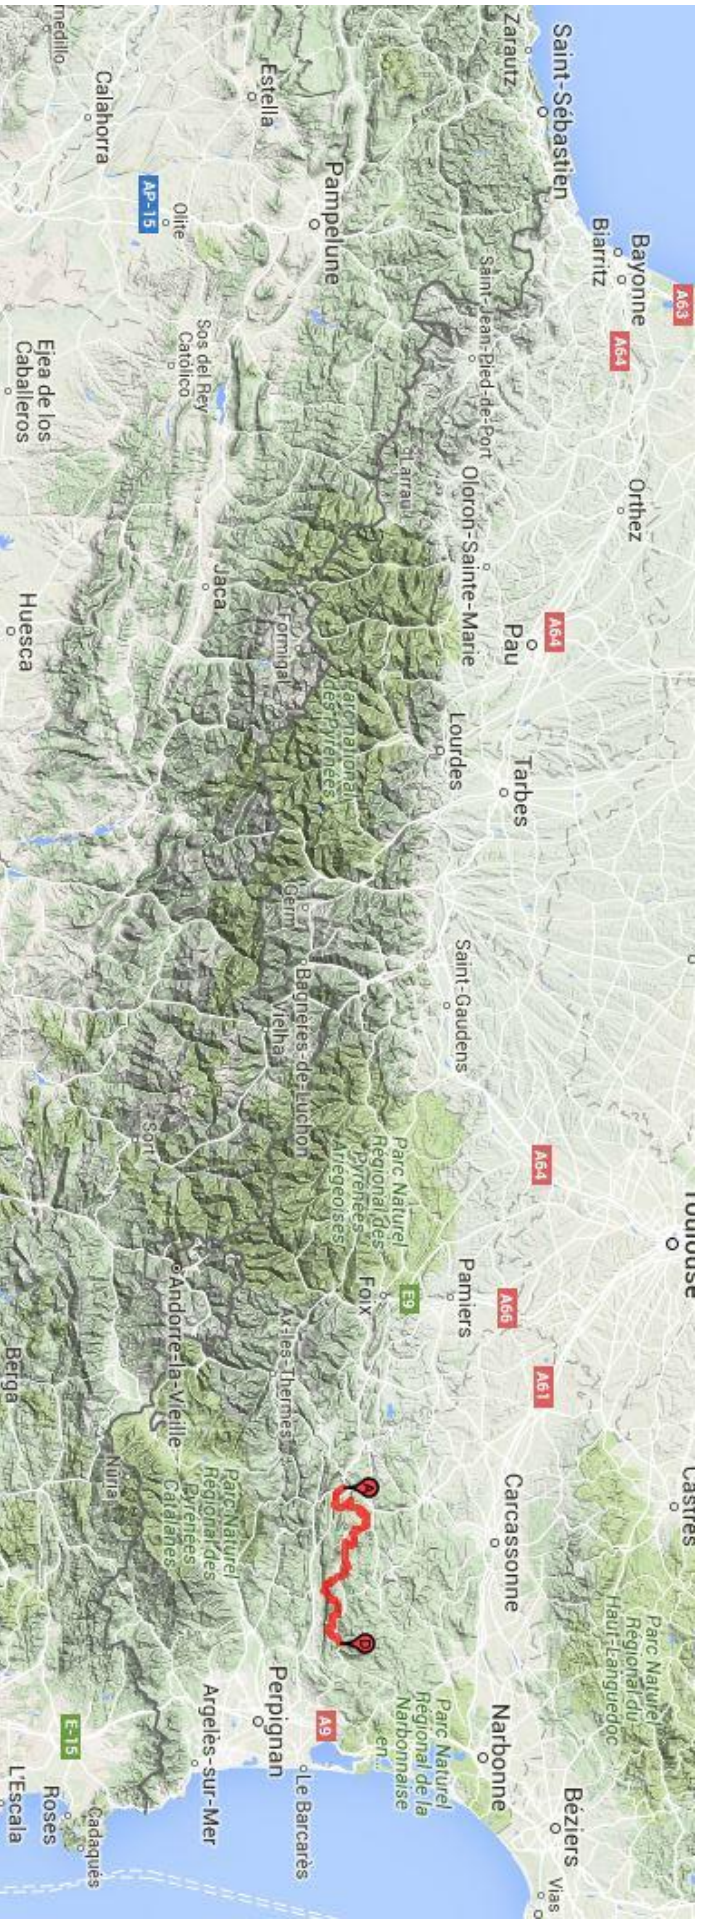 Zarautz
Saint-Sébastien
Biarritz
Bayonne
A63
A64
Estella
Calahorra
Pampelune
AP-15
Olite
Saint-Jean-Pied-de-Port
Sos del Rey
Católico
Ejea de los
Caballeros
Larrau
Orthez
Oloron-Sainte-Marie
Pau
A64
Jaca
Formigal
Huesca
Parc national
des Pyrénées
Lourdes
Tarbes
Germ
Bagnères-de-Luchon
Vielha
Saint-Gaudens
Sort
Parc Naturel
Régional des
Pyrénées
Ariégeoises
A64
Toulouse
Foix
E9
Pamiers
A66
A61
Andorre-la-Vieille
Ax-les-Thermes
Berga
Núria
Parc Naturel
Régional des
Pyrénées
Catalanes
A
D
Carcassonne
Castres
Parc Naturel
Régional du
Haut-Languedoc
Perpignan
A9
Parc Naturel
Régional de la
Narbonnaise
en...
Narbonne
Béziers
Vias
Argelès-sur-Mer
Le Barcarès
E-15
Roses
Cadaqués
L'Escala